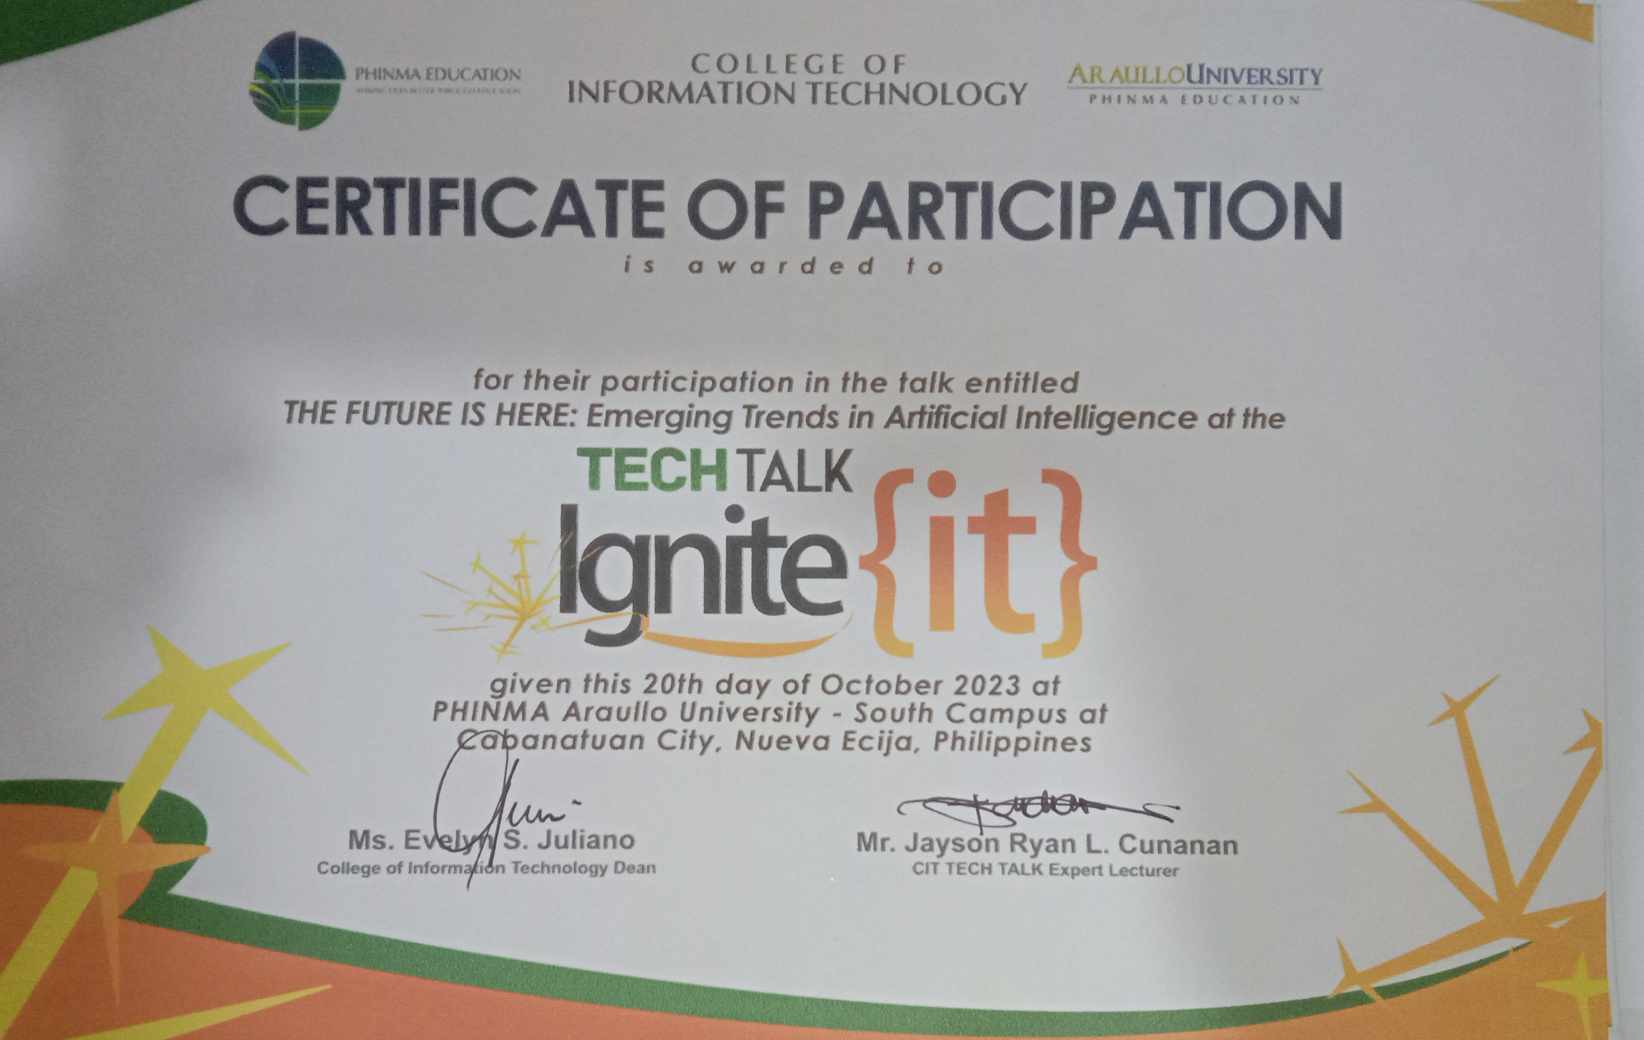 PHINMA EDUCATION
COLLEGE OF
INFORMATION TECHNOLOGY
ARAULLO UNIVERSITY
PHINMA EDUCATION
CERTIFICATE OF PARTICIPATION
is awarded to
for their participation in the talk entitled
THE FUTURE IS HERE: Emerging Trends in Artificial Intelligence at the
TECH TALK
Ignite {it}
given this 20th day of October 2023 at
PHINMA Araullo University - South Campus at
Cabanatuan City, Nueva Ecija, Philippines
Ms. Evelyn S. Juliano
College of Information Technology Dean
Mr. Jayson Ryan L. Cunanan
CIT TECH TALK Expert Lecturer